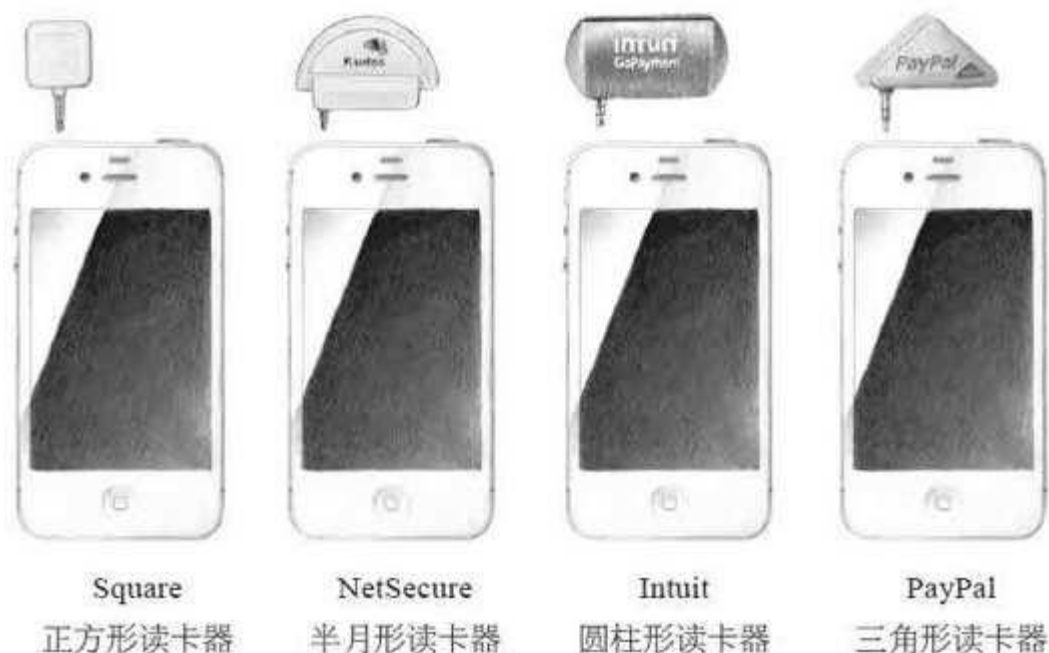 Intuit
GoPayment
PayPal
Square
NetSecure
Intuit
PayPal
正方形读卡器
半月形读卡器
圆柱形读卡器
三角形读卡器